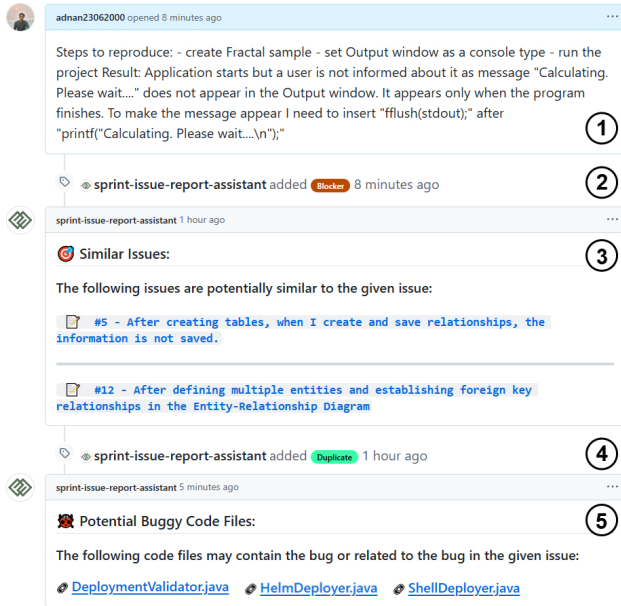 adnan23062000 opened 8 minutes ago ...
Steps to reproduce: - create Fractal sample - set Output window as a console type - run the
project Result: Application starts but a user is not informed about it as message "Calculating.
Please wait...." does not appear in the Output window. It appears only when the program
finishes. To make the message appear I need to insert "fflush(stdout);" after
"printf("Calculating. Please wait....\n");"
1
sprint-issue-report-assistant added Blocker 8 minutes ago
2
sprint-issue-report-assistant 1 hour ago ...
Similar Issues:
3
The following issues are potentially similar to the given issue:
#5 - After creating tables, when I create and save relationships, the
information is not saved.
#12 - After defining multiple entities and establishing foreign key
relationships in the Entity-Relationship Diagram
sprint-issue-report-assistant added Duplicate 1 hour ago
4
sprint-issue-report-assistant 5 minutes ago ...
Potential Buggy Code Files:
5
The following code files may contain the bug or related to the bug in the given issue:
DeploymentValidator.java HelmDeployer.java ShellDeployer.java